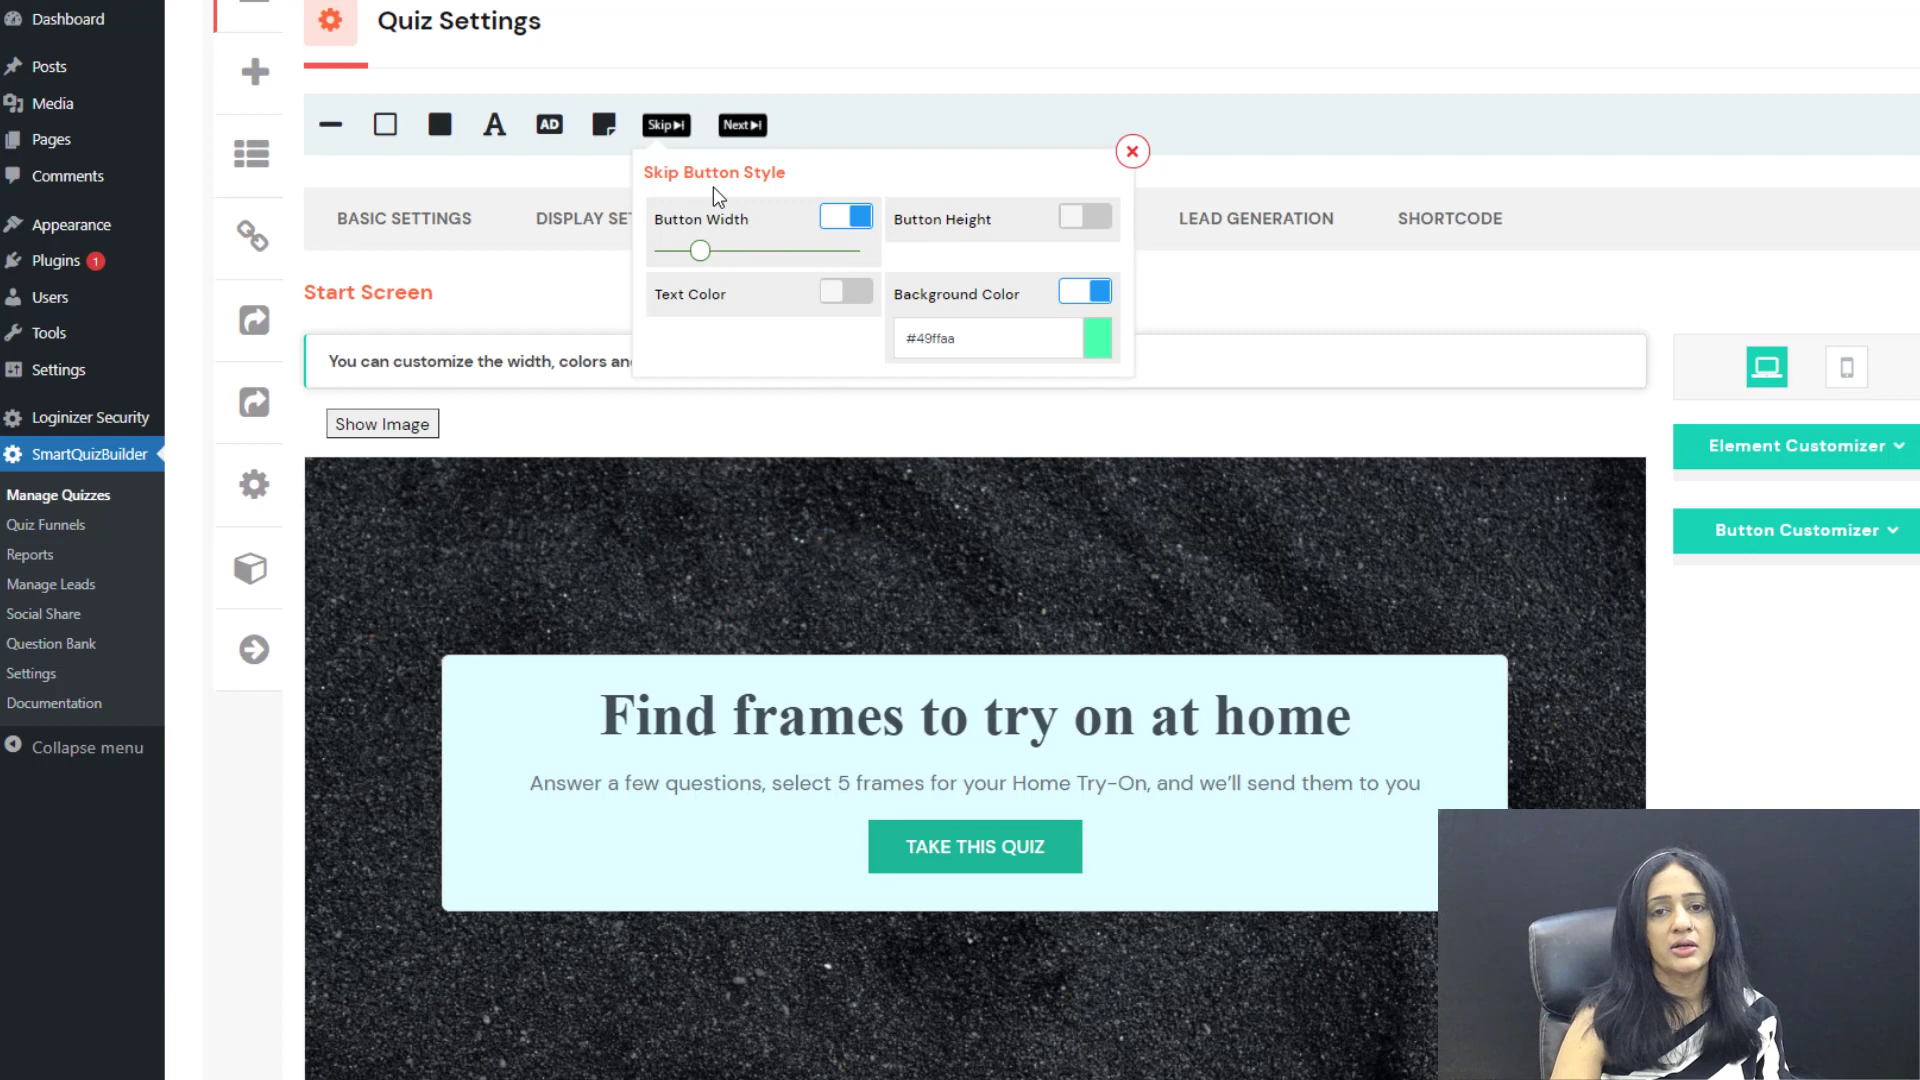 Dashboard
Posts
Media
Pages
Comments
Appearance
Plugins 1
Users
Tools
Settings
Loginizer Security
SmartQuizBuilder
Manage Quizzes
Quiz Funnels
Reports
Manage Leads
Social Share
Question Bank
Settings
Documentation
Collapse menu
Quiz Settings
A
AD
Skip
Next
Skip Button Style
Button Width
Button Height
Text Color
Background Color
#49ffaa
BASIC SETTINGS
DISPLAY SET
LEAD GENERATION
SHORTCODE
Start Screen
You can customize the width, colors an
Show Image
Element Customizer
Button Customizer
Find frames to try on at home
Answer a few questions, select 5 frames for your Home Try-On, and we'll send them to you
TAKE THIS QUIZ